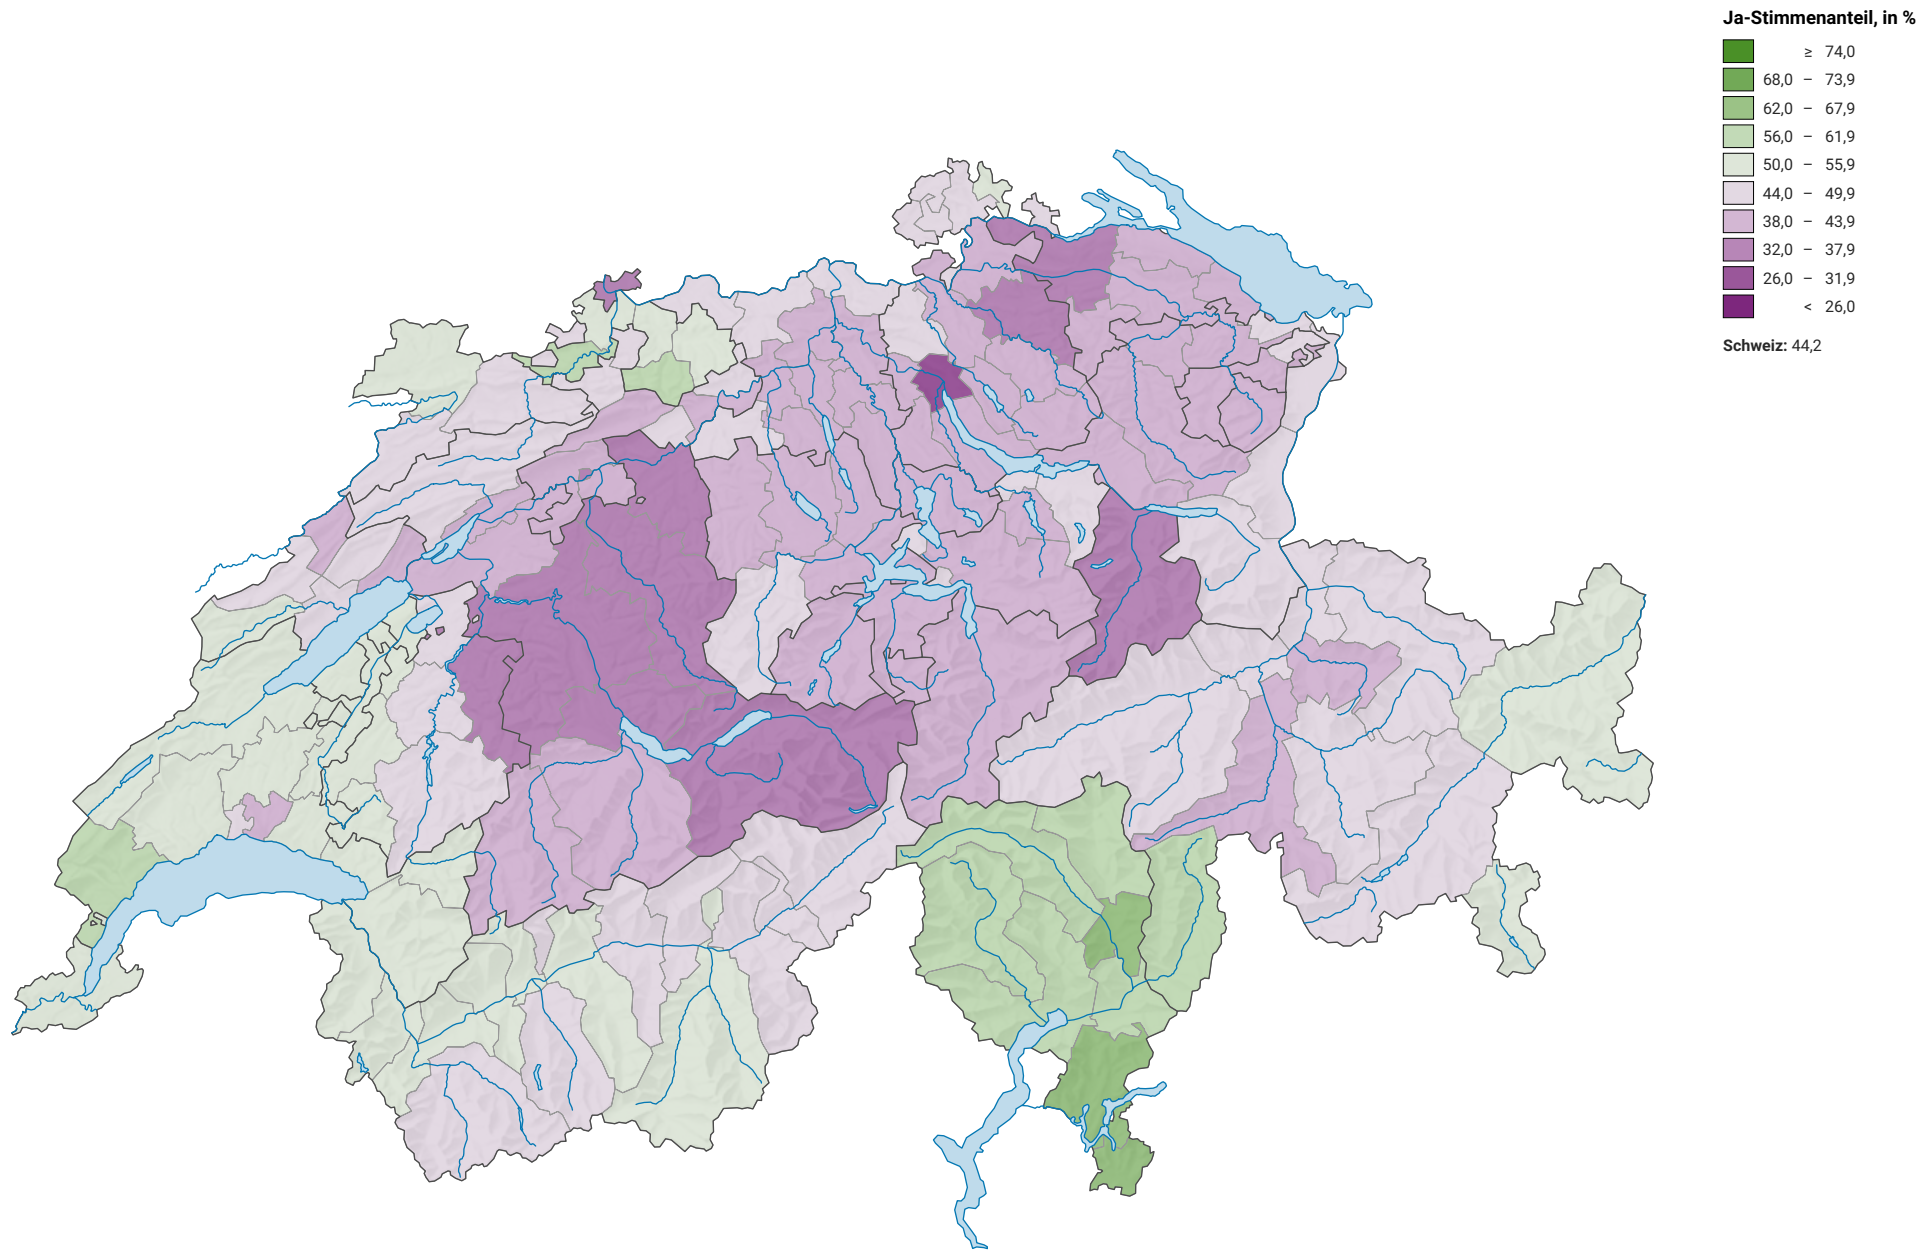 Ja-Stimmenanteil, in %
≥ 74,0
68,0 – 73,9
62,0 – 67,9
56,0 – 61,9
50,0 – 55,9
44,0 – 49,9
38,0 – 43,9
32,0 – 37,9
26,0 – 31,9
< 26,0
Schweiz: 44,2